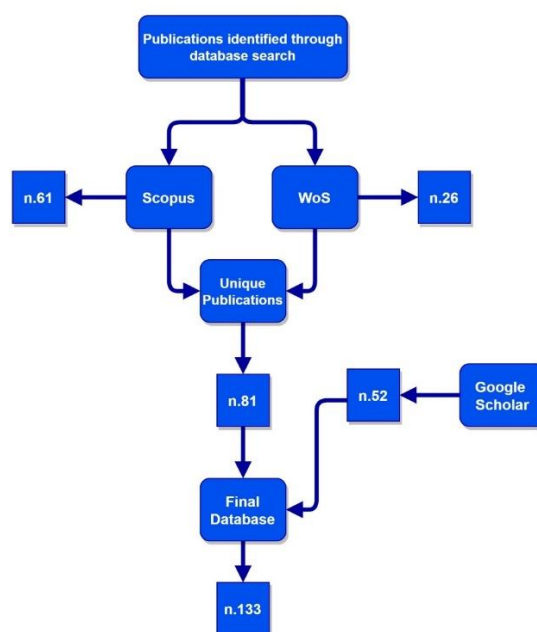 Publications identified through
database search
n.61
Scopus
WoS
n.26
Unique
Publications
n.81
n.52
Google
Scholar
Final
Database
n.133